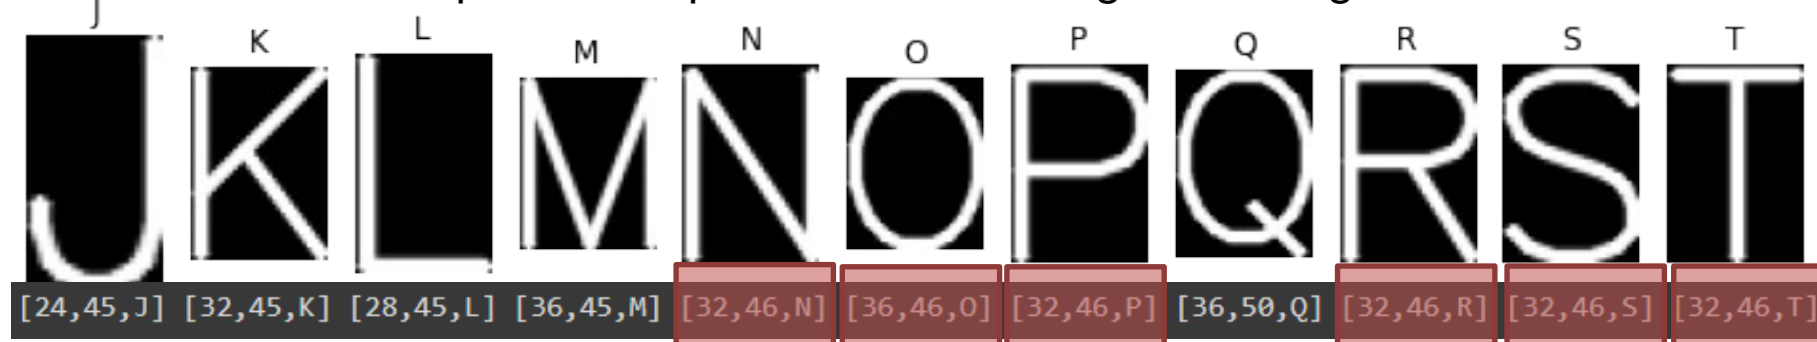 J K L M N O P Q R S T
J K L M N O P Q R S T
[24,45,J] [32,45,K] [28,45,L] [36,45,M] [32,46,N] [36,46,O] [32,46,P] [36,50,Q] [32,46,R] [32,46,S] [32,46,T]